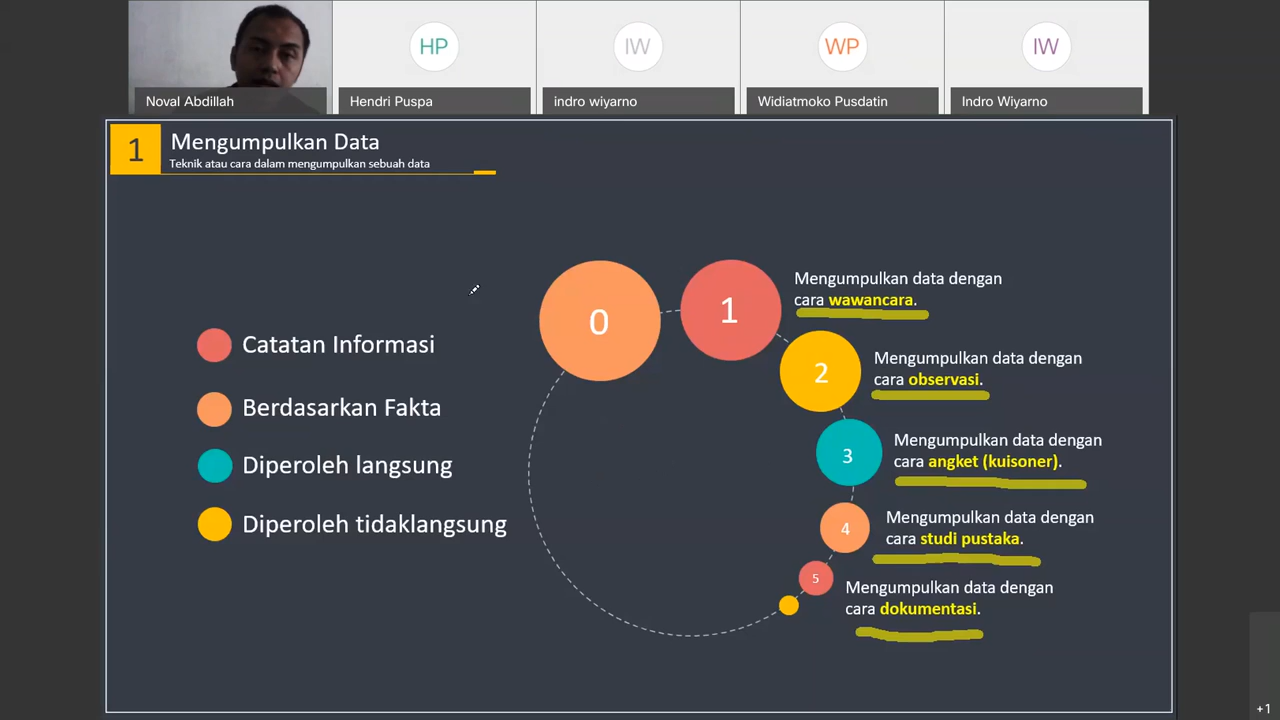 HP
IW
WP
IW
Noval Abdillah
Hendri Puspa
indro wiyarno
Widiatmoko Pusdatin
Indro Wiyarno
1
Mengumpulkan Data
Teknik atau cara dalam mengumpulkan sebuah data
Catatan Informasi
Berdasarkan Fakta
Diperoleh langsung
Diperoleh tidaklangsung
0
1
Mengumpulkan data dengan
cara wawancara.
2
Mengumpulkan data dengan
cara observasi.
3
Mengumpulkan data dengan
cara angket (kuisoner).
4
Mengumpulkan data dengan
cara studi pustaka.
5
Mengumpulkan data dengan
cara dokumentasi.
+1